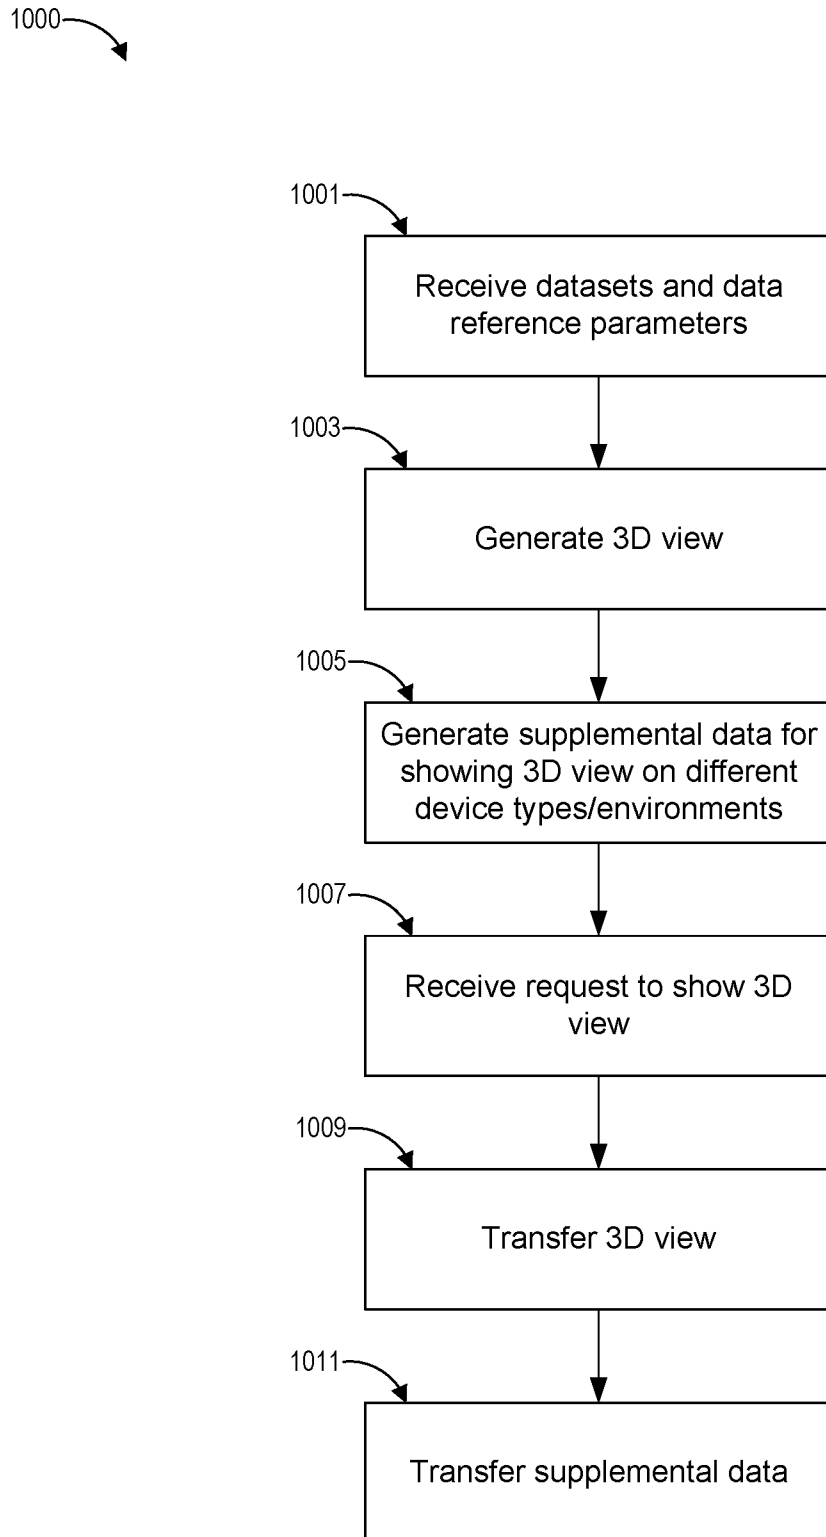 1000
1001
Receive datasets and data
reference parameters
1003
Generate 3D view
1005
Generate supplemental data for
showing 3D view on different
device types/environments
1007
Receive request to show 3D
view
1009
Transfer 3D view
1011
Transfer supplemental data